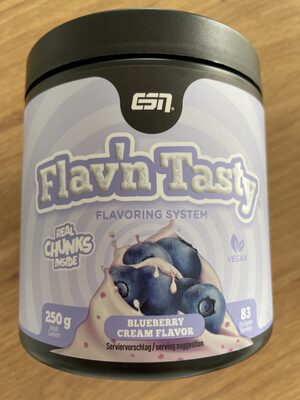 ESN
Flav'n Tasty
FLAVORING SYSTEM
REAL
CHUNKS
INSIDE
VEGAN
250 g
BLUEBERRY
CREAM FLAVOR
83
Serviervorschlag / serving suggestion